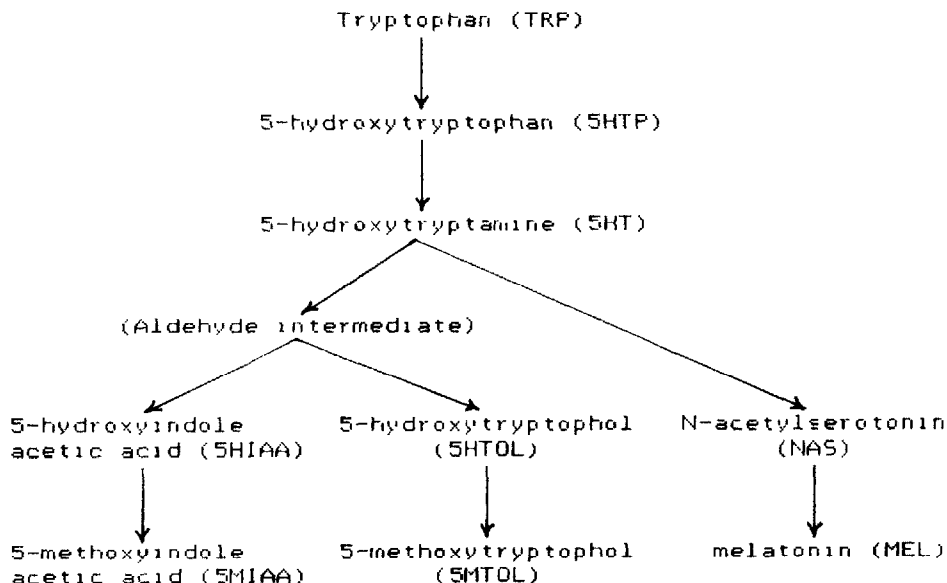 Tryptophan (TRP)
5-hydroxytryptophan (5HTP)
5-hydroxytryptamine (5HT)
(Aldehyde intermediate)
5-hydroxyindole
acetic acid (5HIAA)
5-hydroxytryptophol
(5HTOL)
N-acetylserotonin
(NAS)
5-methoxyindole
acetic acid (5MIAA)
5-methoxytryptophol
(5MTOL)
melatonin (MEL)